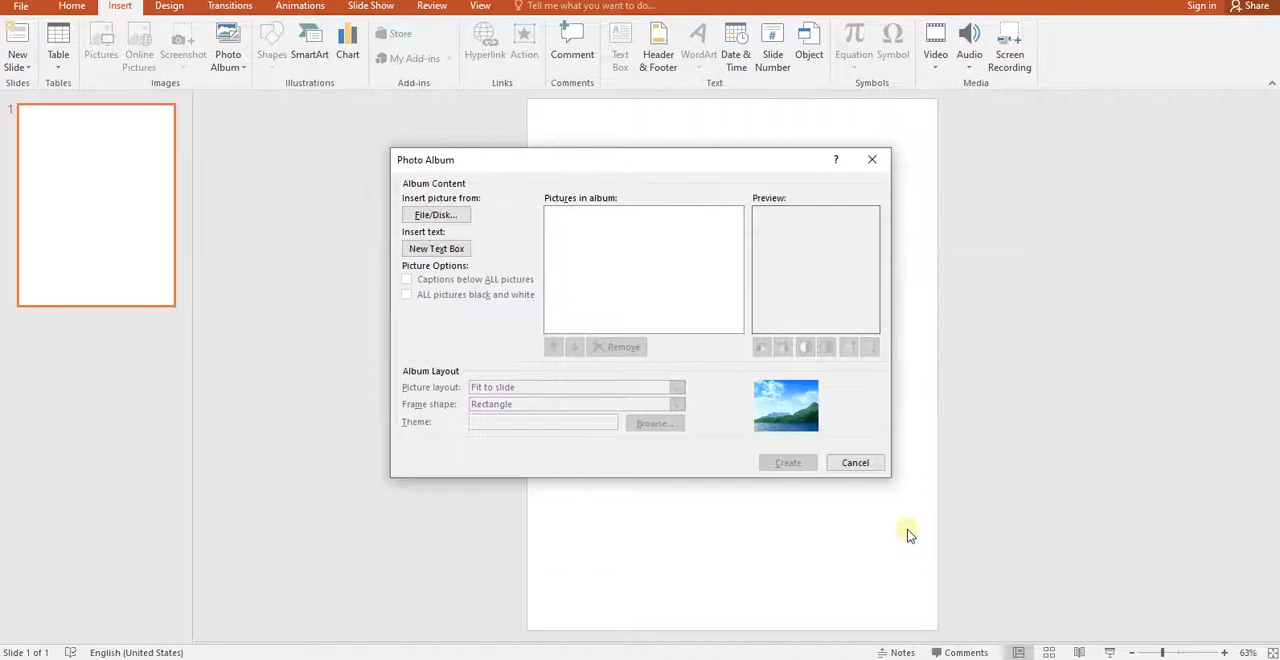 File Home Insert Design Transitions Animations Slide Show Review View Tell me what you want to do... Sign in Share
New Slide Table Pictures Online Pictures Screenshot Photo Album Shapes SmartArt Chart Store My Add-ins Hyperlink Action Comment Text Box Header & Footer WordArt Date & Time Slide Number Object Equation Symbol Video Audio Screen Recording
Slides Tables Images Illustrations Add-ins Links Comments Text Symbols Media
1
Photo Album ?
Album Content
Insert picture from: Pictures in album: Preview:
File/Disk...
Insert text:
New Text Box
Picture Options:
Captions below ALL pictures
ALL pictures black and white
Remove
Album Layout
Picture layout: Fit to slide
Frame shape: Rectangle
Theme: Browse...
Create Cancel
Slide 1 of 1 English (United States) Notes Comments 63%